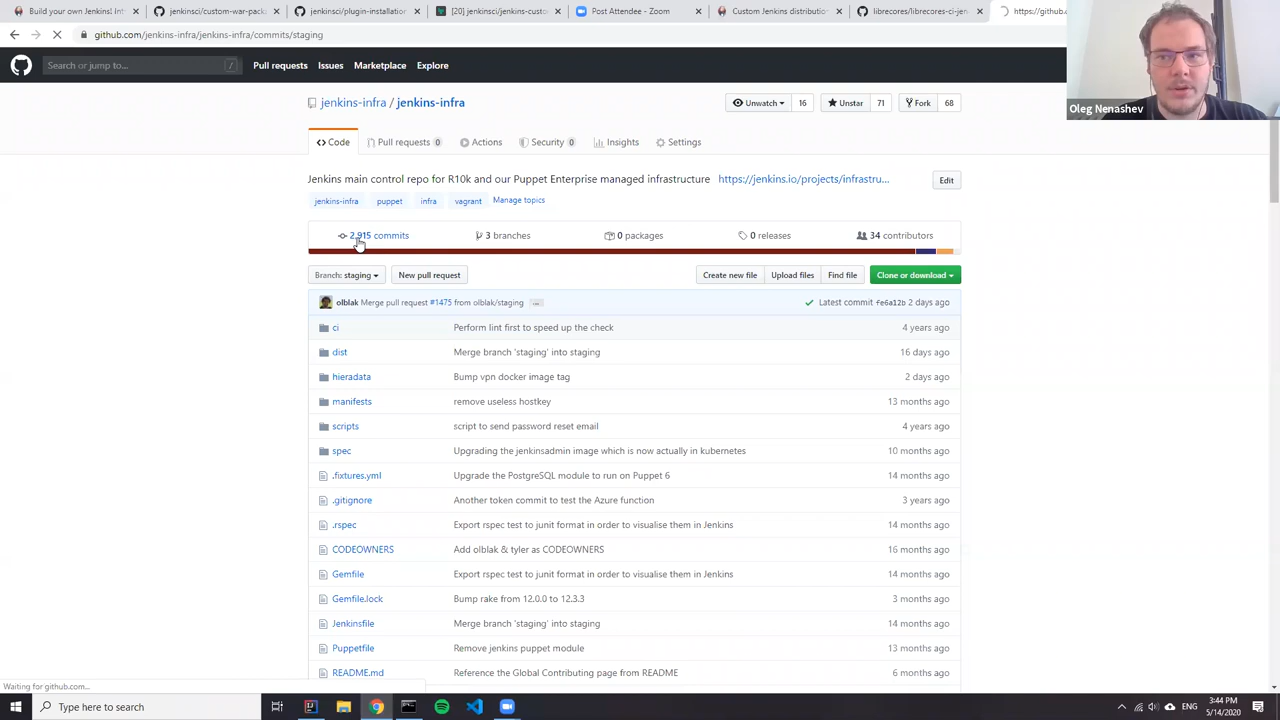 Build your own Jenkins! Int
jenkinsci/custom-war-pack
jenkinsci/plugin-installation
[20] jenkinsci/jenkins-custo
Post Attendee - Zoom
Custom Jenkins distribution
librecores/librecores-ci-jen
https://github.
github.com/jenkins-infra/jenkins-infra/commits/staging
Search or jump to...
/
Pull requests
Issues
Marketplace
Explore
Oleg Nenashev
jenkins-infra / jenkins-infra
Unwatch 16
Unstar 71
Fork 68
Code
Pull requests 0
Actions
Security 0
Insights
Settings
Jenkins main control repo for R10k and our Puppet Enterprise managed infrastructure https://jenkins.io/projects/infrastru...
Edit
jenkins-infra puppet infra vagrant Manage topics
2,915 commits
3 branches
0 packages
0 releases
34 contributors
Branch: staging
New pull request
Create new file
Upload files
Find file
Clone or download
olblak Merge pull request #1475 from olblak/staging ... Latest commit fe6a12b 2 days ago
ci Perform lint first to speed up the check 4 years ago
dist Merge branch 'staging' into staging 16 days ago
hieradata Bump vpn docker image tag 2 days ago
manifests remove useless hostkey 13 months ago
scripts script to send password reset email 4 years ago
spec Upgrading the jenkinsadmin image which is now actually in kubernetes 10 months ago
.fixtures.yml Upgrade the PostgreSQL module to run on Puppet 6 14 months ago
.gitignore Another token commit to test the Azure function 3 years ago
.rspec Export rspec test to junit format in order to visualise them in Jenkins 14 months ago
CODEOWNERS Add olblak & tyler as CODEOWNERS 16 months ago
Gemfile Export rspec test to junit format in order to visualise them in Jenkins 14 months ago
Gemfile.lock Bump rake from 12.0.0 to 12.3.3 3 months ago
Jenkinsfile Merge branch 'staging' into staging 14 months ago
Puppetfile Remove jenkins puppet module 13 months ago
README.md Reference the Global Contributing page from README 6 months ago
Waiting for github.com...
Type here to search
3:44 PM
5/14/2020